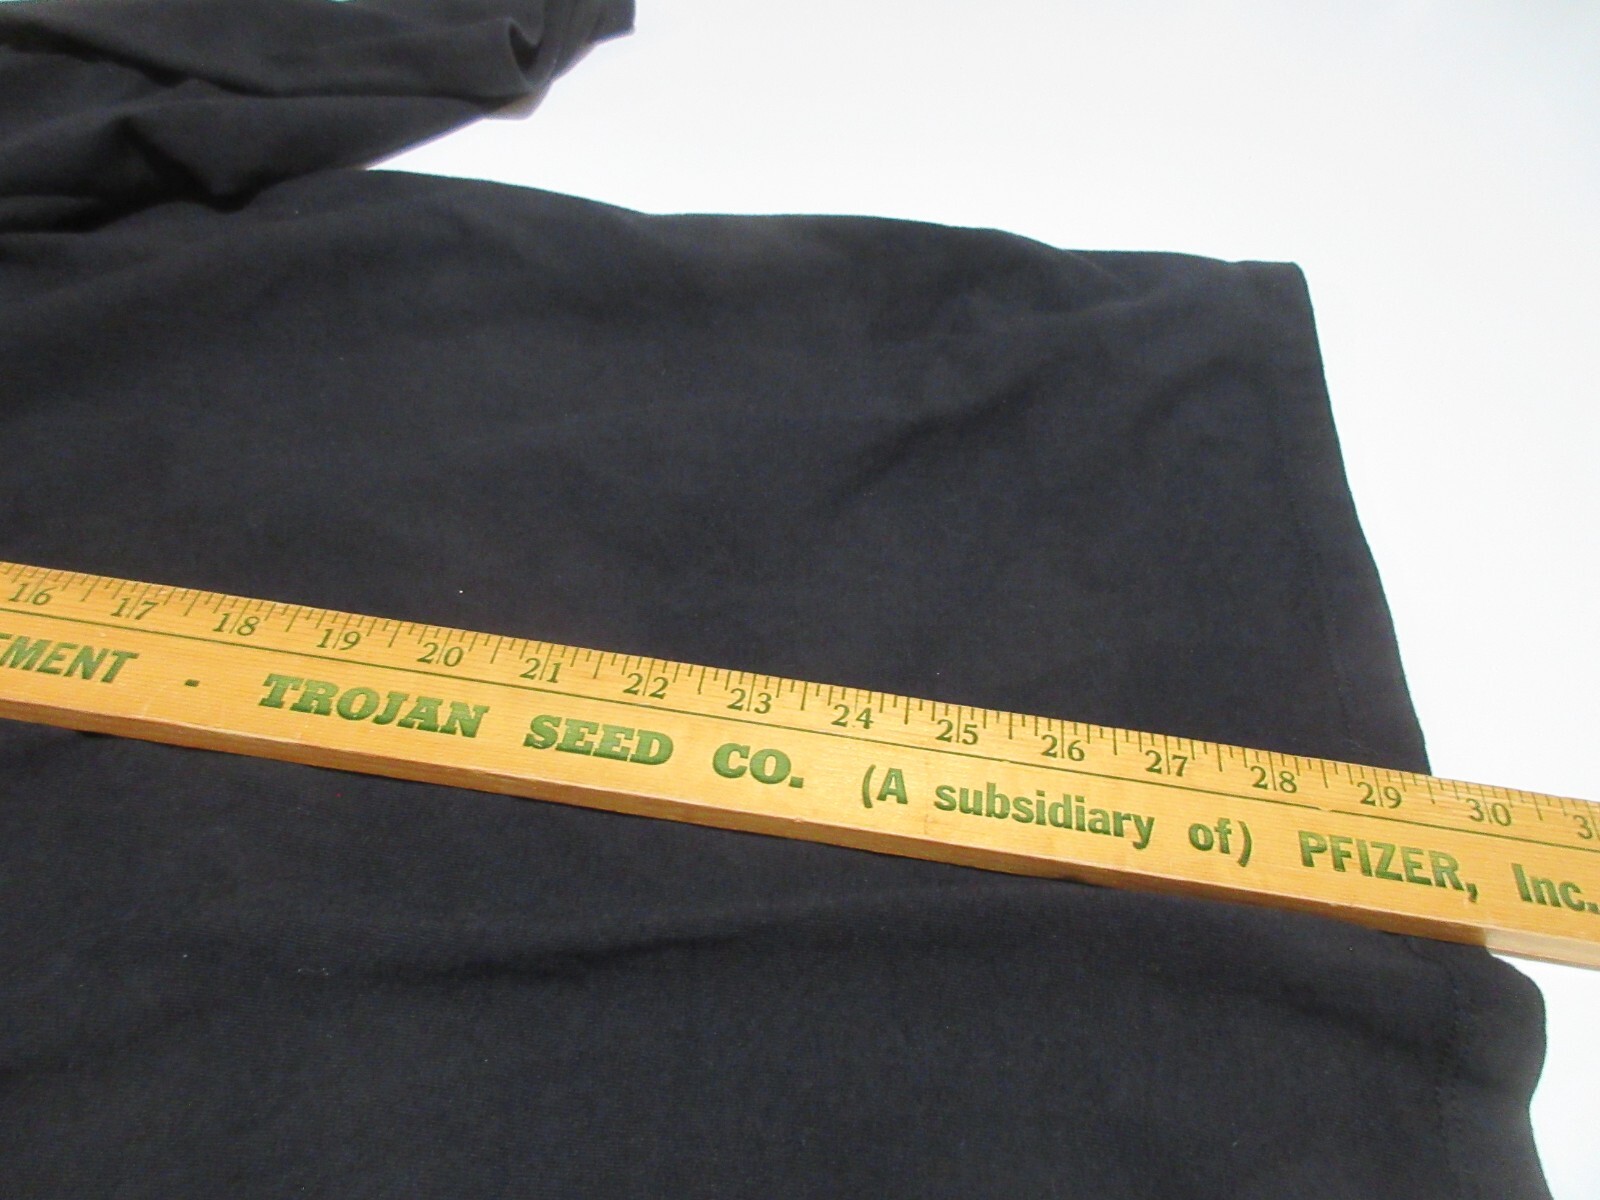 16 17 18 19 20 21 22 23 24 25 26 27 28 29 30
MENT - TROJAN SEED CO. (A subsidiary of) PFIZER, Inc.